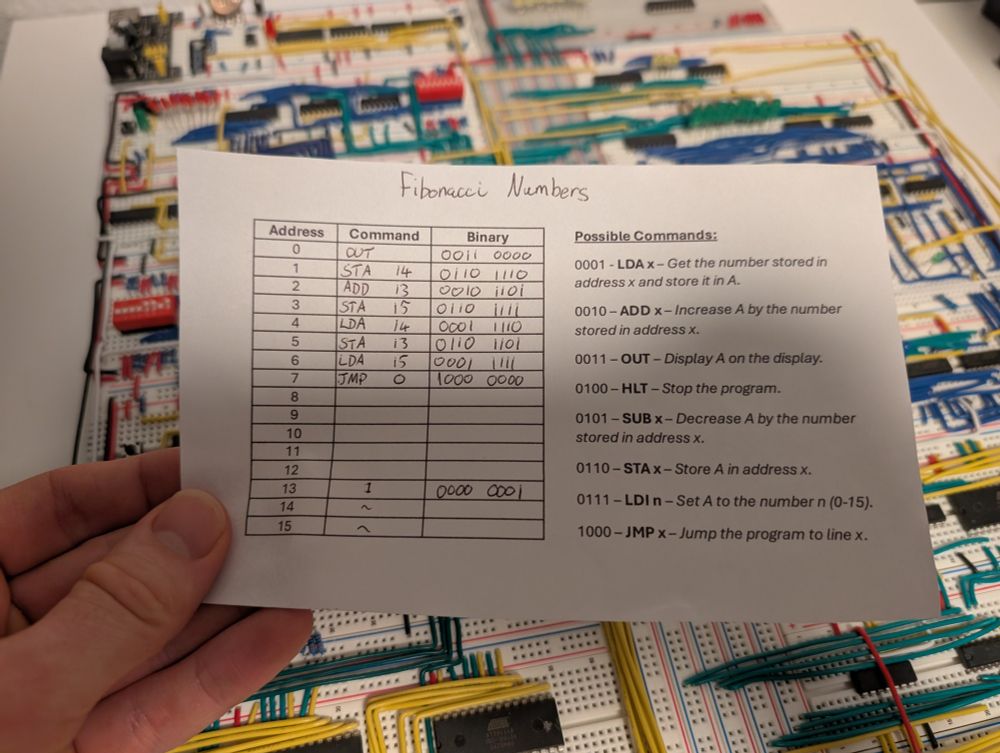 Fibonacci Numbers
Address Command Binary
0 OUT 0011 0000
1 STA 14 0110 1110
2 ADD 13 0010 1101
3 STA 15 0110 1111
4 LDA 14 0001 1110
5 STA 13 0110 1101
6 LDA 15 0001 1111
7 JMP 0 1000 0000
8
9
10
11
12
13 1 0000 0001
14 ~
15 ~
Possible Commands:
0001 - LDA x – Get the number stored in
address x and store it in A.
0010 – ADD x – Increase A by the number
stored in address x.
0011 – OUT – Display A on the display.
0100 – HLT – Stop the program.
0101 – SUB x – Decrease A by the number
stored in address x.
0110 – STA x – Store A in address x.
0111 – LDI n – Set A to the number n (0-15).
1000 – JMP x – Jump the program to line x.